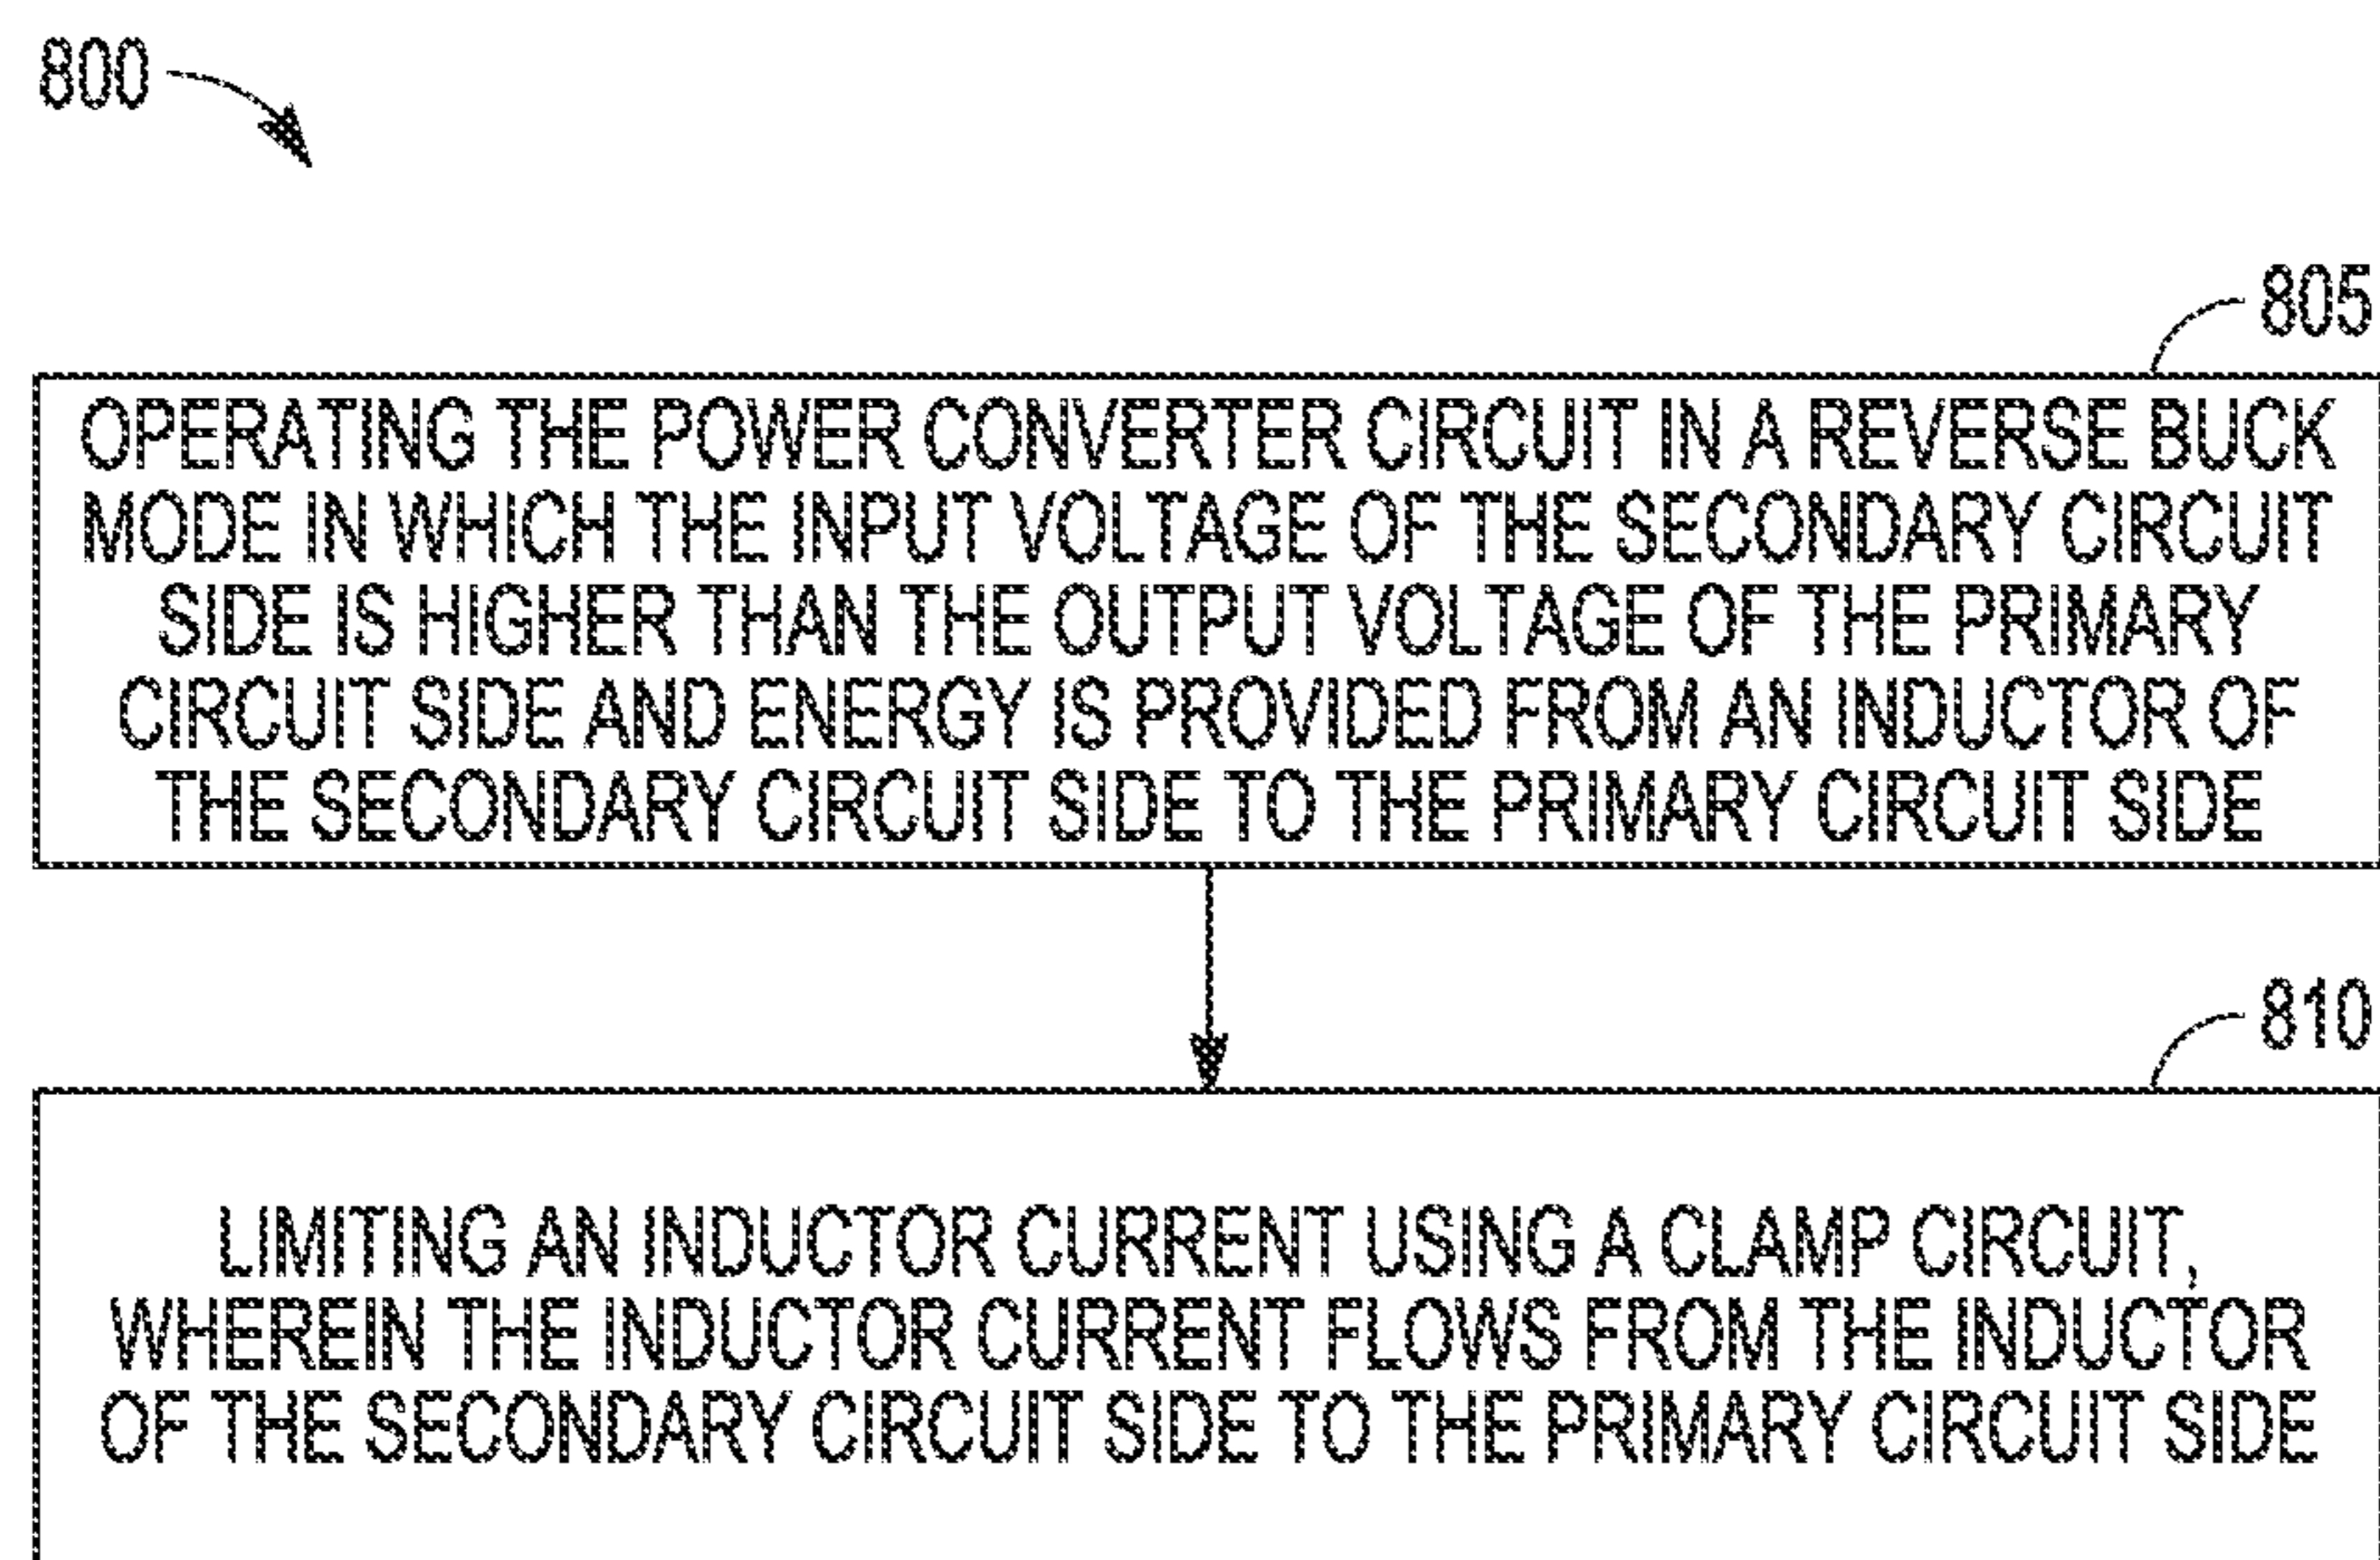 800
805
OPERATING THE POWER CONVERTER CIRCUIT IN A REVERSE BUCK
MODE IN WHICH THE INPUT VOLTAGE OF THE SECONDARY CIRCUIT
SIDE IS HIGHER THAN THE OUTPUT VOLTAGE OF THE PRIMARY
CIRCUIT SIDE AND ENERGY IS PROVIDED FROM AN INDUCTOR OF
THE SECONDARY CIRCUIT SIDE TO THE PRIMARY CIRCUIT SIDE
810
LIMITING AN INDUCTOR CURRENT USING A CLAMP CIRCUIT,
WHEREIN THE INDUCTOR CURRENT FLOWS FROM THE INDUCTOR
OF THE SECONDARY CIRCUIT SIDE TO THE PRIMARY CIRCUIT SIDE